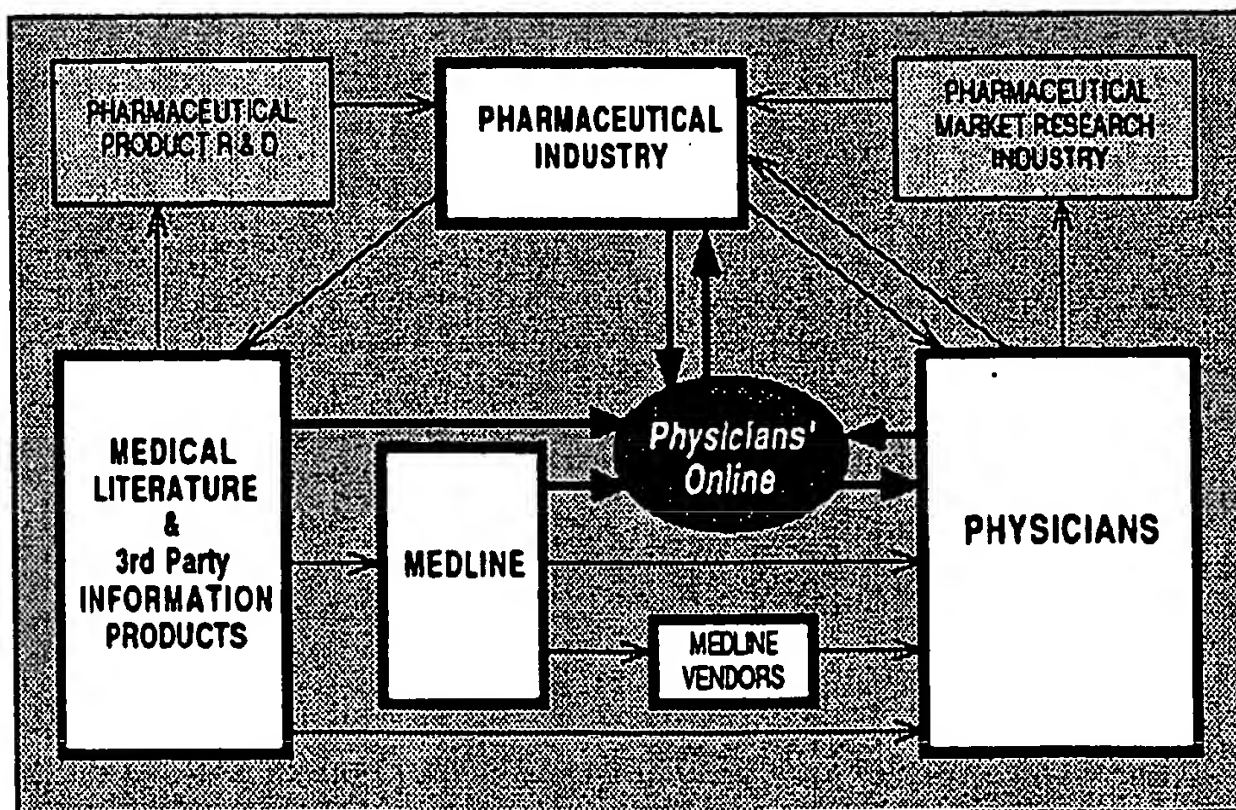 PHARMACEUTICAL
PRODUCT R & D
PHARMACEUTICAL
INDUSTRY
PHARMACEUTICAL
MARKET RESEARCH
INDUSTRY
MEDICAL
LITERATURE
&
3rd Party
INFORMATION
PRODUCTS
MEDLINE
Physicians'
Online
MEDLINE
VENDORS
PHYSICIANS